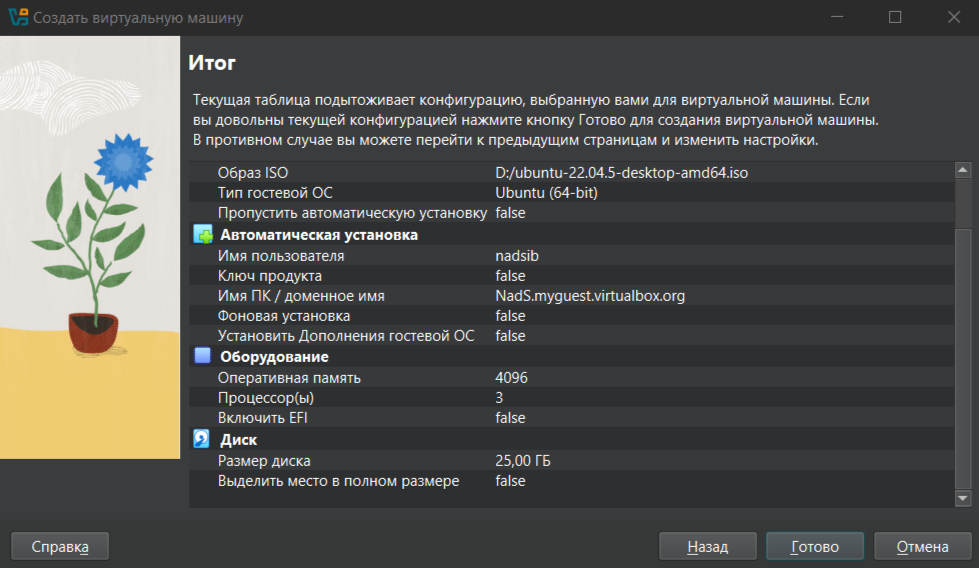 Создать виртуальную машину
Итог
Текущая таблица подытоживает конфигурацию, выбранную вами для виртуальной машины. Если
вы довольны текущей конфигурацией нажмите кнопку Готово для создания виртуальной машины.
В противном случае вы можете перейти к предыдущим страницам и изменить настройки.
Образ ISO D:/ubuntu-22.04.5-desktop-amd64.iso
Тип гостевой ОС Ubuntu (64-bit)
Пропустить автоматическую установку false
Автоматическая установка
Имя пользователя nadsib
Ключ продукта false
Имя ПК / доменное имя NadS.myguest.virtualbox.org
Фоновая установка false
Установить Дополнения гостевой ОС false
Оборудование
Оперативная память 4096
Процессор(ы) 3
Включить EFI false
Диск
Размер диска 25,00 ГБ
Выделить место в полном размере false
Справка Назад Готово Отмена